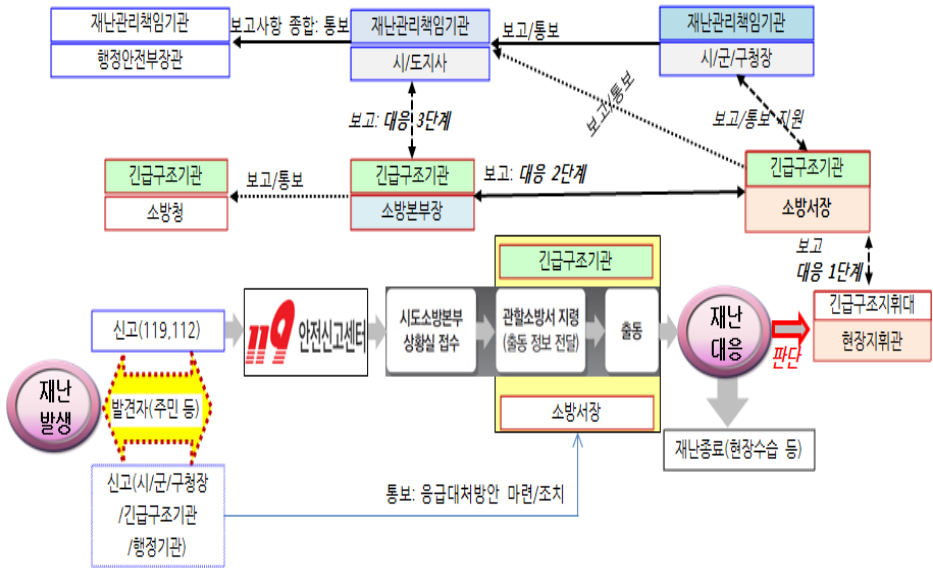 재난관리책임기관
행정안전부장관
보고사항 종합: 통보
재난관리책임기관
시/도지사
보고/통보
재난관리책임기관
시/군/구청장
보고/통보
보고/통보 지원
보고: 대응 3단계
긴급구조기관
소방청
보고/통보
긴급구조기관
소방본부장
보고: 대응 2단계
긴급구조기관
소방서장
보고
대응 1단계
긴급구조지휘대
현장지휘관
재난
발생
신고(119,112)
발견자(주민 등)
신고(시/군/구청장
/긴급구조기관
/행정기관)
119 안전신고센터
시도소방본부
상황실 접수
긴급구조기관
관할소방서 지령
(출동 정보 전달)
출동
소방서장
재난
대응
판단
재난종료(현장수습 등)
통보: 응급대처방안 마련/조치